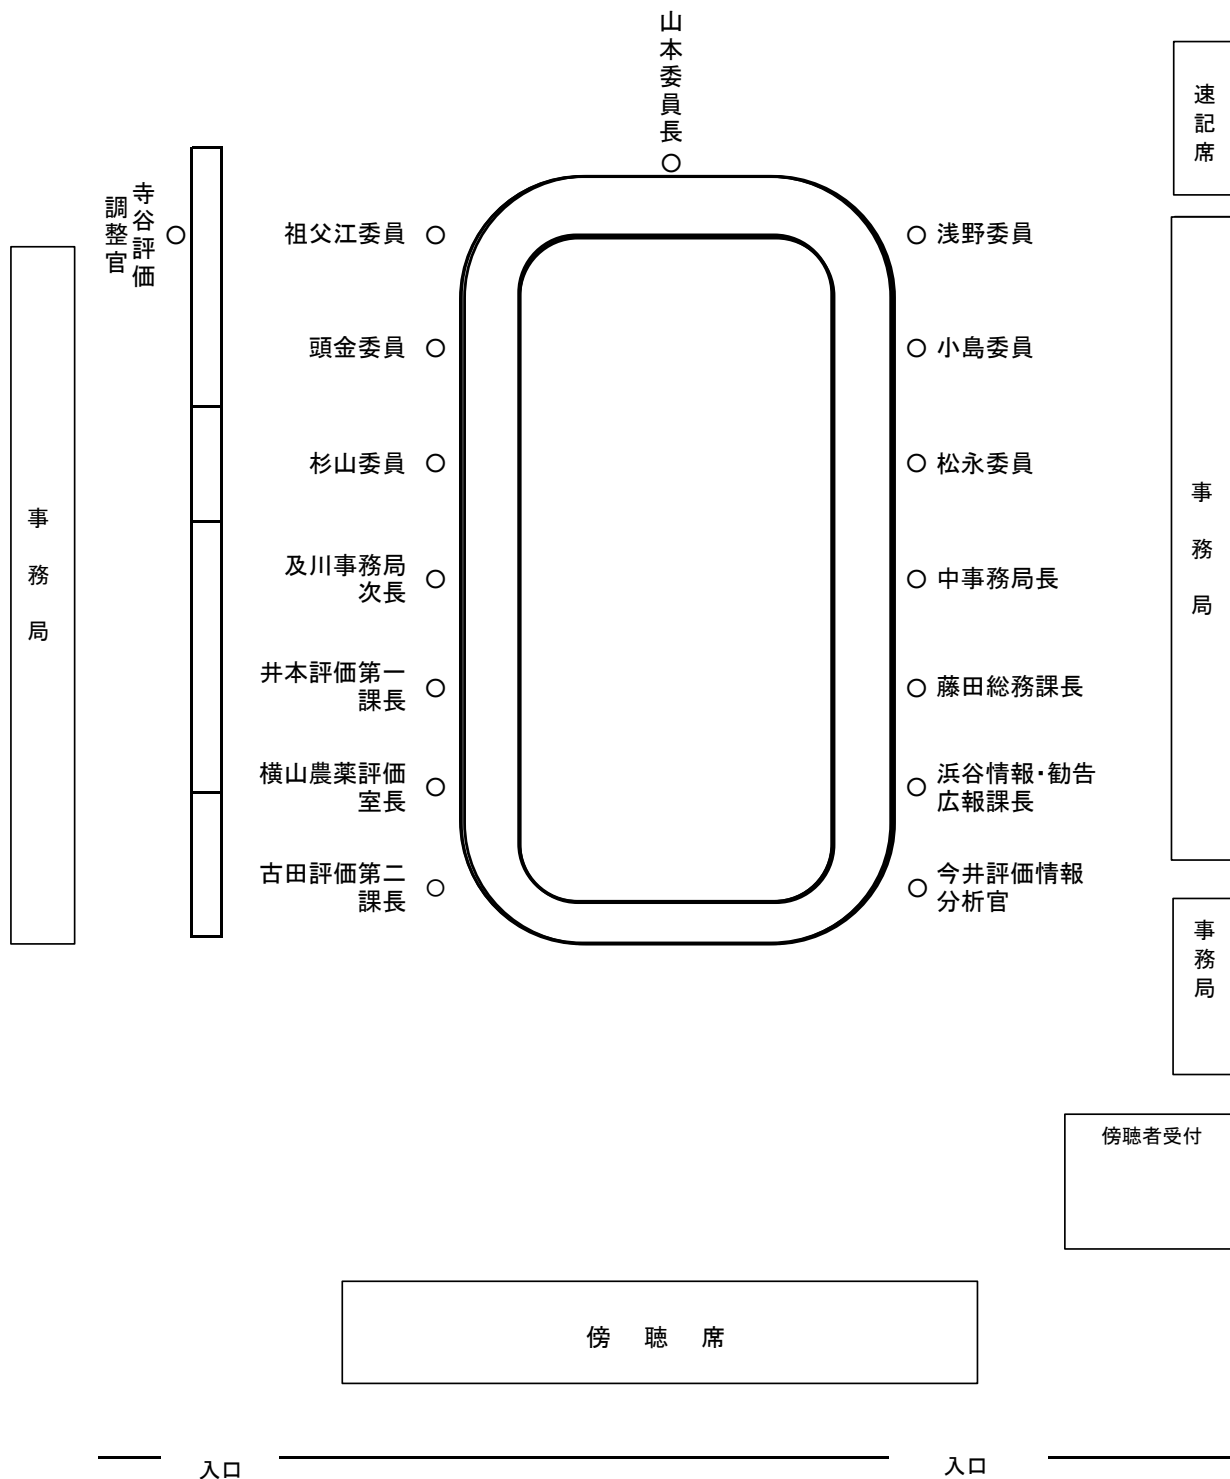 山本委員長
速記席
寺谷評価
調整官
祖父江委員
浅野委員
頭金委員
小島委員
杉山委員
松永委員
事務局
事務局
及川事務局
次長
中事務局長
井本評価第一
課長
藤田総務課長
横山農薬評価
室長
浜谷情報・勧告
広報課長
古田評価第二
課長
今井評価情報
分析官
事務局
傍聴者受付
傍聴席
入口
入口